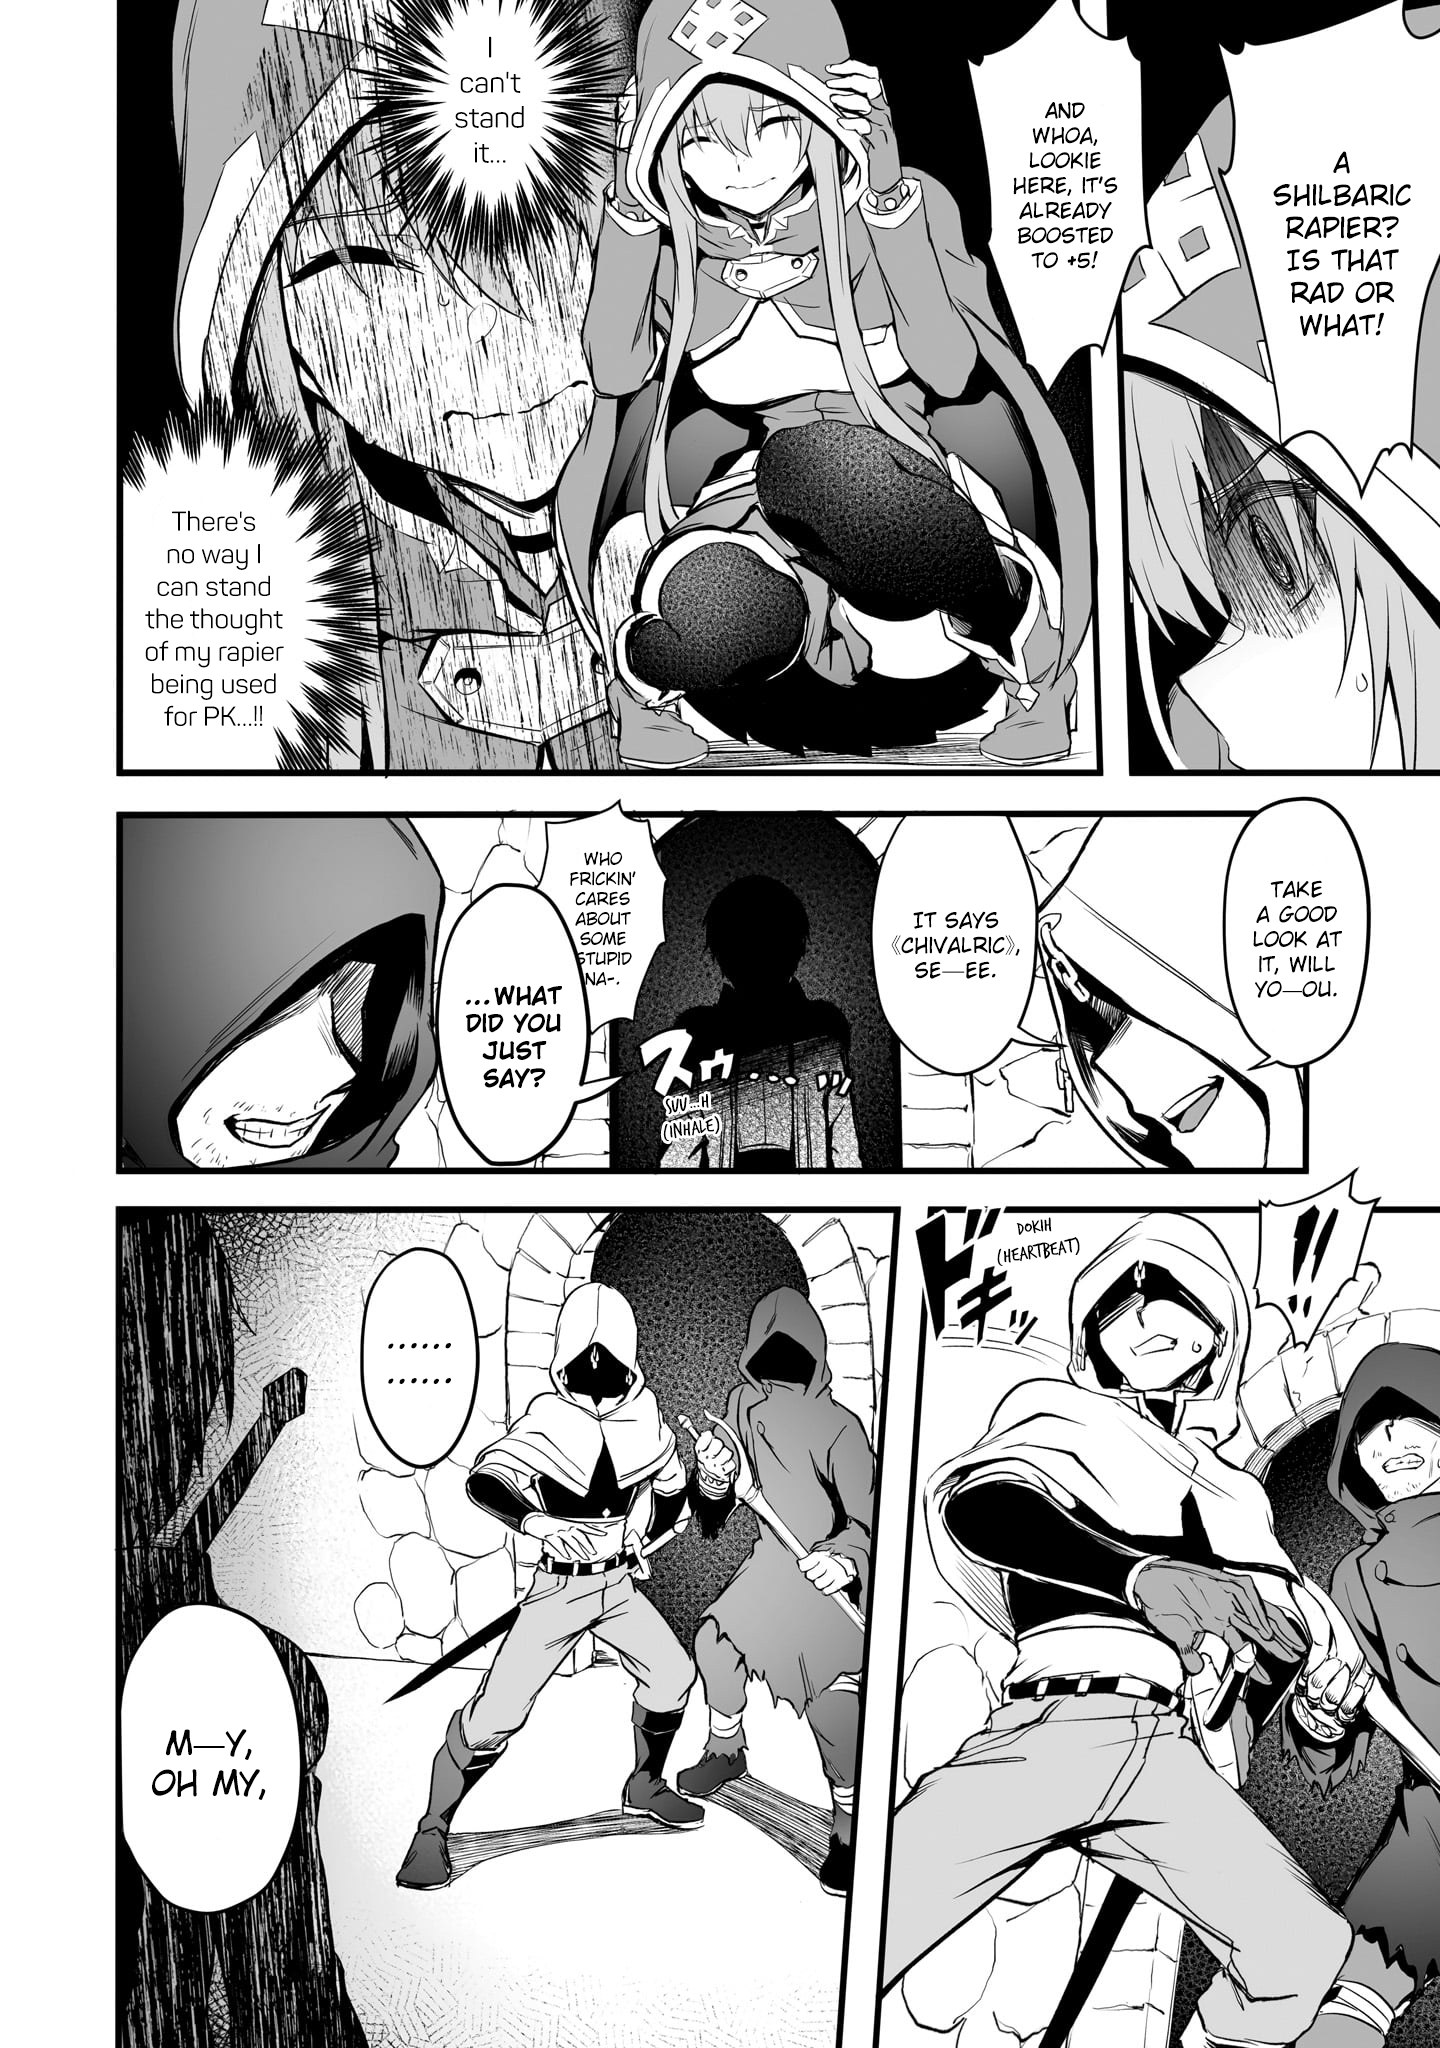 A
SHILBARIC
RAPIER?
IS THAT
RAD OR
WHAT!
AND
WHOA,
LOOKIE
HERE, IT'S
ALREADY
BOOSTED
TO +5!
I
can't
stand
it...
There's
no way I
can stand
the thought
of my rapier
being used
for PK...!!
TAKE
A GOOD
LOOK AT
IT, WILL
YO—OU.
IT SAYS
《CHIVALRIC》,
SE—EE.
スゥ...ッ
SUU...H
(INHALE)
WHO
FRICKIN'
CARES
ABOUT
SOME
STUPID
NA-.
...WHAT
DID YOU
JUST
SAY?
!!
ドキッ
DOKIH
(HEARTBEAT)
......
......
M—Y,
OH MY,